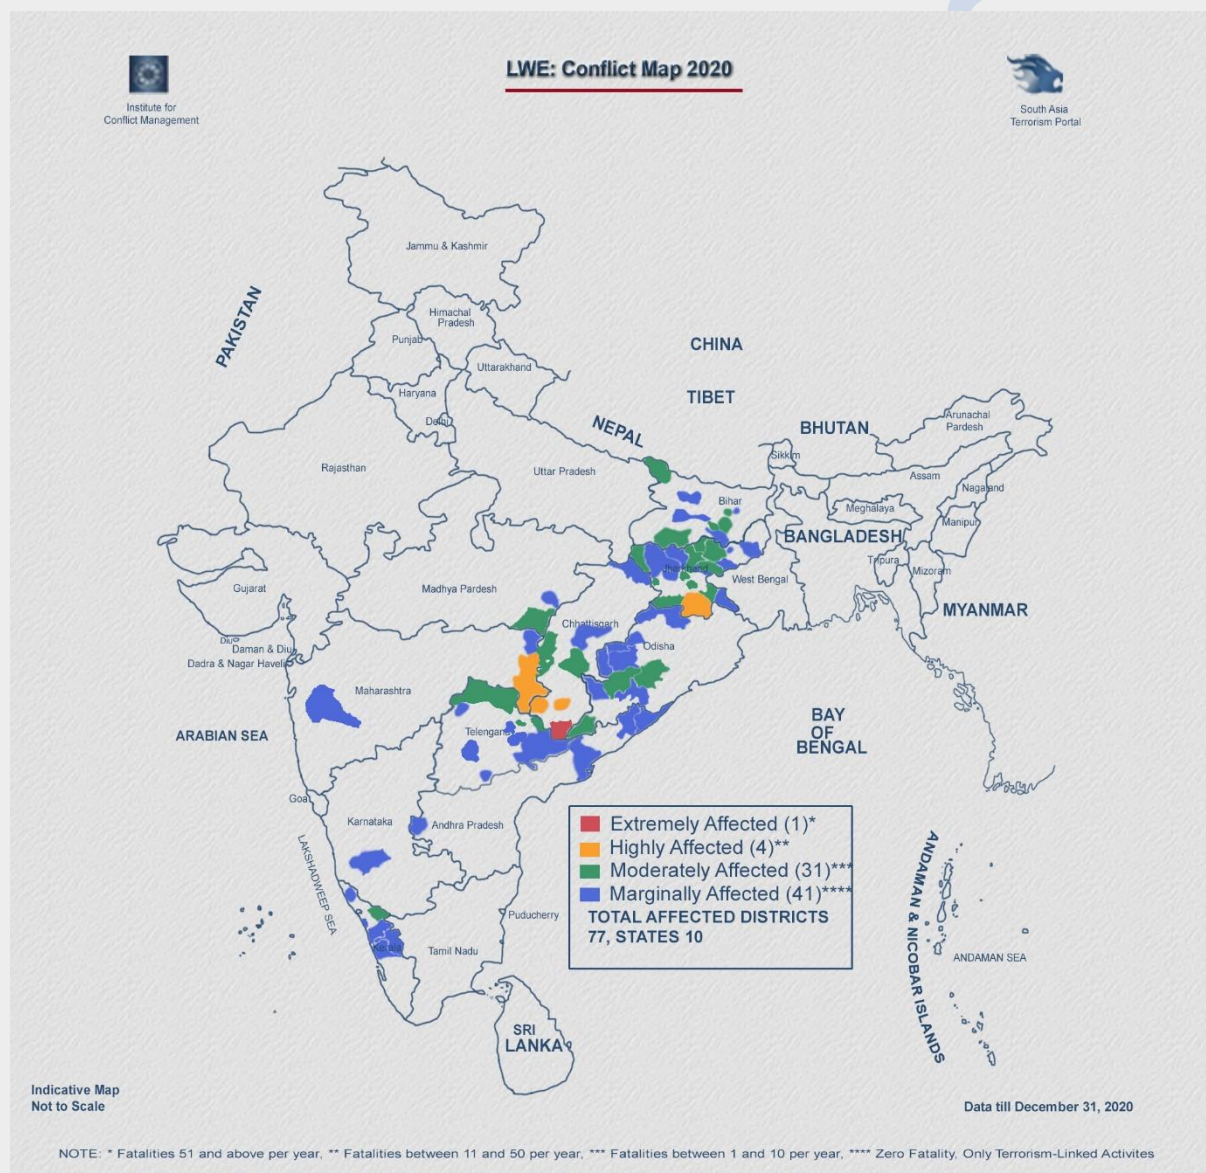 LWE: Conflict Map 2020
Institute for
Conflict Management
South Asia
Terrorism Portal
Jammu & Kashmir
PAKISTAN
Himachal
Pradesh
Punjab
CHINA
Uttarakhand
Haryana
TIBET
Delhi
NEPAL
BHUTAN
Arunachal
Pardesh
Sikkim
Rajasthan
Uttar Pradesh
Assam
Nagaland
Bihar
Meghalaya
Manipur
BANGLADESH
Tripura
Mizoram
Jharkhand
West Bengal
Gujarat
Madhya Pardesh
MYANMAR
Chhattisgarh
Diu
Daman & Diu
Odisha
Dadra & Nagar Haveli
Maharashtra
ARABIAN SEA
Telengana
BAY
OF
BENGAL
Goa
Karnataka
Andhra Pradesh
LAKSHADWEEP SEA
Extremely Affected (1)*
Highly Affected (4)**
Moderately Affected (31)***
Marginally Affected (41)****
TOTAL AFFECTED DISTRICTS
77, STATES 10
Puducherry
Kerala
Tamil Nadu
ANDAMAN & NICOBAR ISLANDS
ANDAMAN SEA
SRI
LANKA
Indicative Map
Not to Scale
Data till December 31, 2020
NOTE: * Fatalities 51 and above per year, ** Fatalities between 11 and 50 per year, *** Fatalities between 1 and 10 per year, **** Zero Fatality, Only Terrorism-Linked Activites